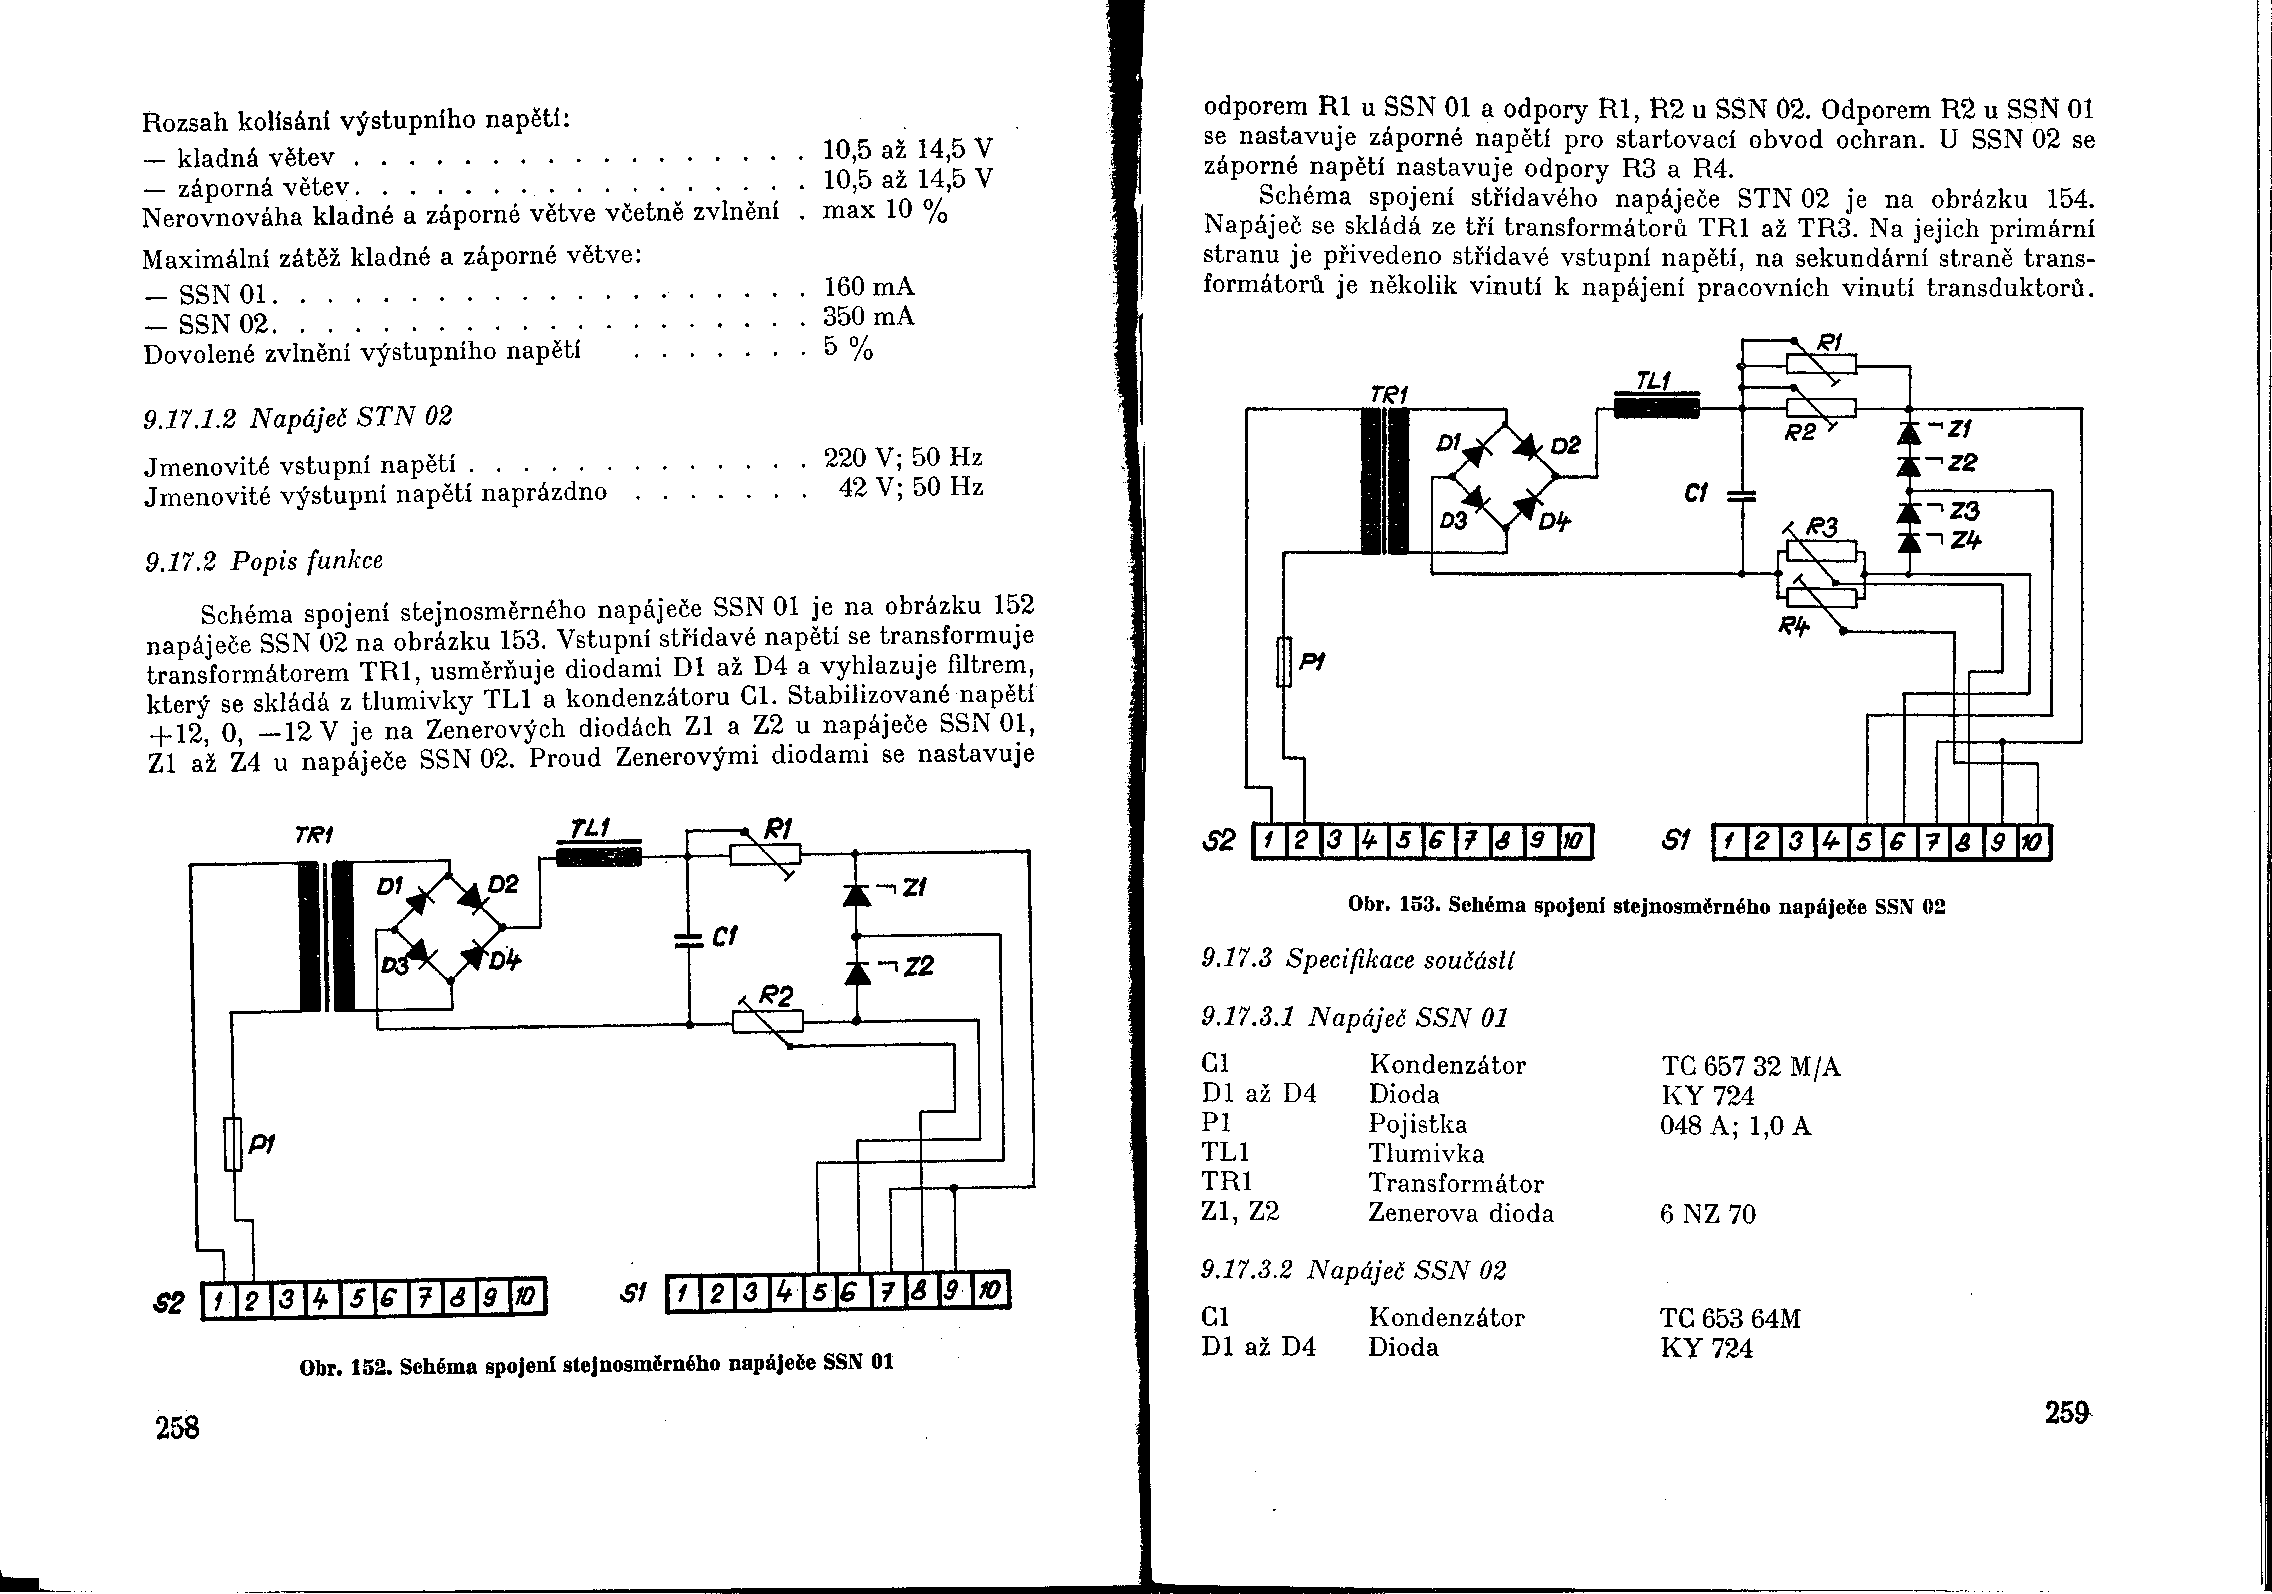 Rozsah kolísání výstupního napětí:
— kladná větev . . . . . . . . . . . . . . . . . 10,5 až 14,5 V
— záporná větev. . . . . . . . . . . . . . . . . 10,5 až 14,5 V
Nerovnováha kladné a záporné větve včetně zvlnění . max 10 %
Maximální zátěž kladné a záporné větve:
— SSN 01. . . . . . . . . . . . . . . . . . . . 160 mA
— SSN 02. . . . . . . . . . . . . . . . . . . . 350 mA
Dovolené zvlnění výstupního napětí . . . . . . . 5 %
9.17.1.2 Napáječ STN 02
Jmenovité vstupní napětí . . . . . . . . . . . . . 220 V; 50 Hz
Jmenovité výstupní napětí naprázdno . . . . . . . 42 V; 50 Hz
9.17.2 Popis funkce
Schéma spojení stejnosměrného napáječe SSN 01 je na obrázku 152
napáječe SSN 02 na obrázku 153. Vstupní střídavé napětí se transformuje
transformátorem TR1, usměrňuje diodami D1 až D4 a vyhlazuje filtrem,
který se skládá z tlumivky TL1 a kondenzátoru C1. Stabilizované napětí
+12, 0, —12 V je na Zenerových diodách Z1 a Z2 u napáječe SSN 01,
Z1 až Z4 u napáječe SSN 02. Proud Zenerovými diodami se nastavuje
TR1 TL1 R1
D1 D2 Z1
C1
D3 D4 Z2
R2
P1
S2 1 2 3 4 5 6 7 8 9 10 S1 1 2 3 4 5 6 7 8 9 10
Obr. 152. Schéma spojení stejnosměrného napáječe SSN 01
258
odporem R1 u SSN 01 a odpory R1, R2 u SSN 02. Odporem R2 u SSN 01
se nastavuje záporné napětí pro startovací obvod ochran. U SSN 02 se
záporné napětí nastavuje odpory R3 a R4.
Schéma spojení střídavého napáječe STN 02 je na obrázku 154.
Napáječ se skládá ze tří transformátorů TR1 až TR3. Na jejich primární
stranu je přivedeno střídavé vstupní napětí, na sekundární straně trans-
formátorů je několik vinutí k napájení pracovních vinutí transduktorů.
R1
TR1 TL1
D1 D2 R2 Z1
Z2
C1
D3 D4 R3 Z3
Z4
R4
P1
S2 1 2 3 4 5 6 7 8 9 10 S1 1 2 3 4 5 6 7 8 9 10
Obr. 153. Schéma spojení stejnosměrného napáječe SSN 02
9.17.3 Specifikace součástí
9.17.3.1 Napáječ SSN 01
C1 Kondenzátor TC 657 32 M/A
D1 až D4 Dioda KY 724
P1 Pojistka 048 A; 1,0 A
TL1 Tlumivka
TR1 Transformátor
Z1, Z2 Zenerova dioda 6 NZ 70
9.17.3.2 Napáječ SSN 02
C1 Kondenzátor TC 653 64M
D1 až D4 Dioda KY 724
259